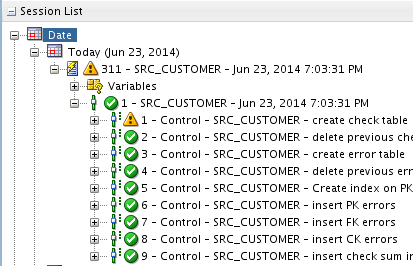 Session List
Date
Today (Jun 23, 2014)
311 - SRC_CUSTOMER - Jun 23, 2014 7:03:31 PM
Variables
1 - SRC_CUSTOMER - Jun 23, 2014 7:03:31 PM
1 - Control - SRC_CUSTOMER - create check table
2 - Control - SRC_CUSTOMER - delete previous che
3 - Control - SRC_CUSTOMER - create error table
4 - Control - SRC_CUSTOMER - delete previous err
5 - Control - SRC_CUSTOMER - Create index on PK
6 - Control - SRC_CUSTOMER - insert PK errors
7 - Control - SRC_CUSTOMER - insert FK errors
8 - Control - SRC_CUSTOMER - insert CK errors
9 - Control - SRC_CUSTOMER - insert check sum in